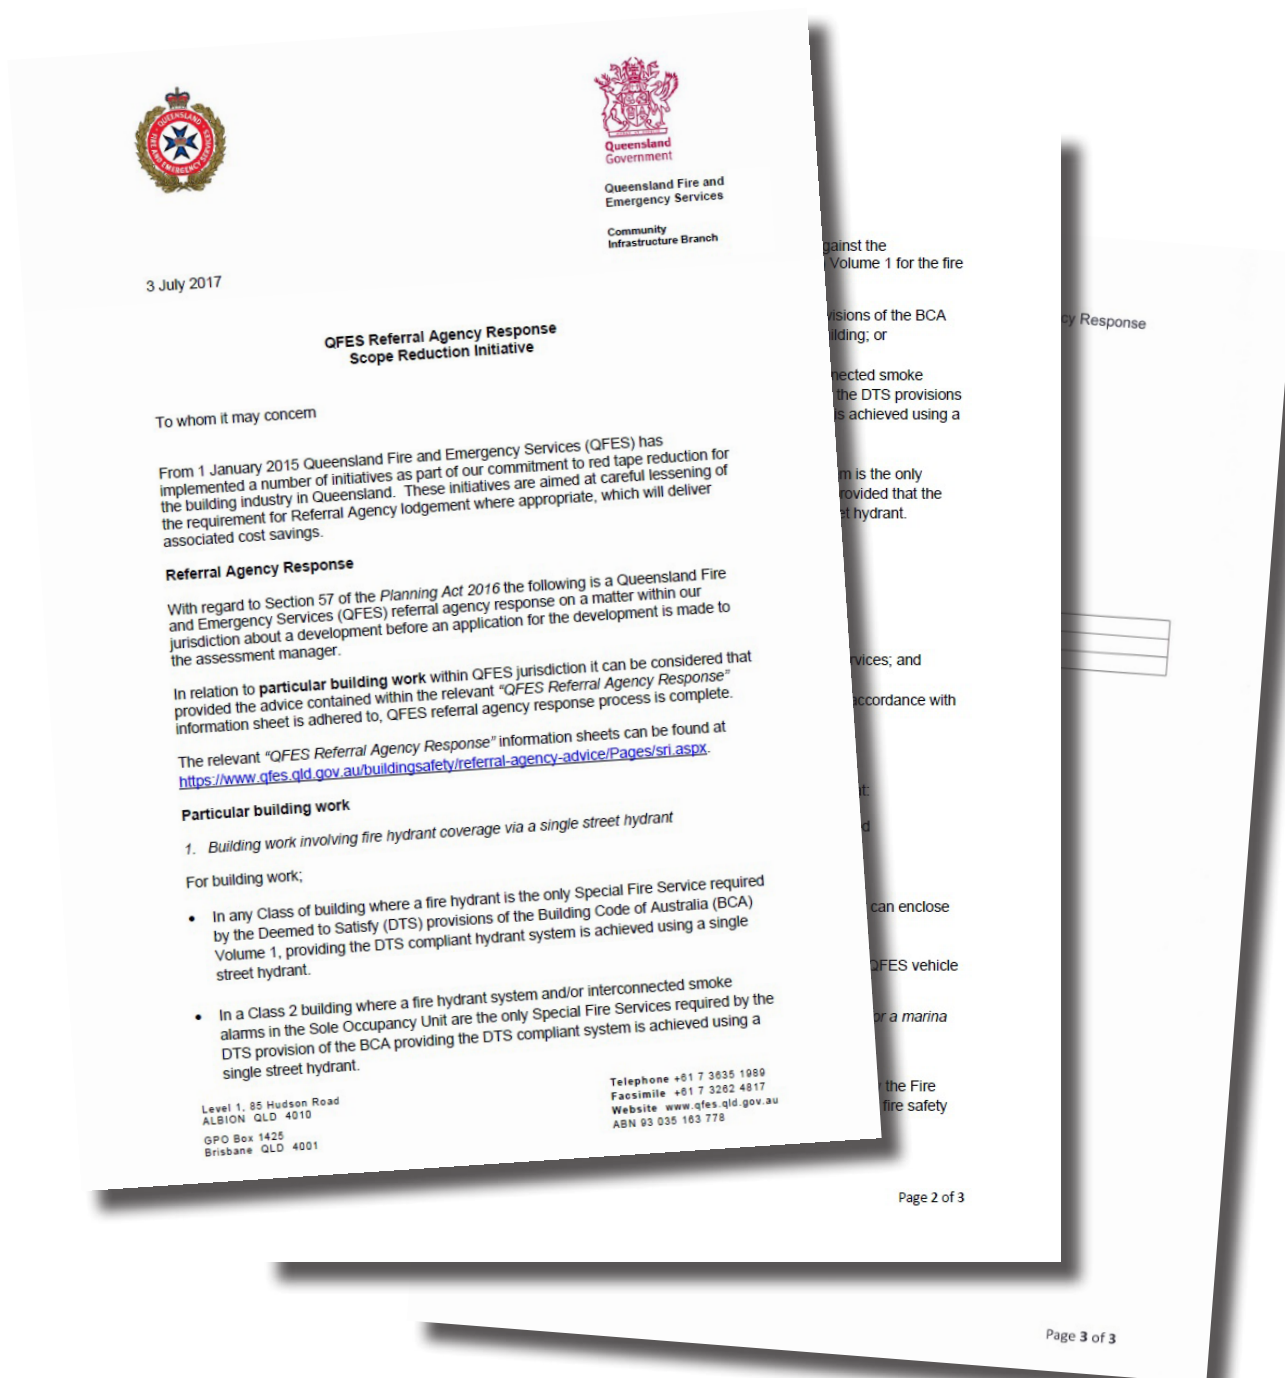 QUEENSLAND
FIRE AND EMERGENCY SERVICES
Queensland
Government
Queensland Fire and
Emergency Services
Community
Infrastructure Branch
3 July 2017
QFES Referral Agency Response
Scope Reduction Initiative
To whom it may concern
From 1 January 2015 Queensland Fire and Emergency Services (QFES) has
implemented a number of initiatives as part of our commitment to red tape reduction for
the building industry in Queensland.  These initiatives are aimed at careful lessening of
the requirement for Referral Agency lodgement where appropriate, which will deliver
associated cost savings.
Referral Agency Response
With regard to Section 57 of the Planning Act 2016 the following is a Queensland Fire
and Emergency Services (QFES) referral agency response on a matter within our
jurisdiction about a development before an application for the development is made to
the assessment manager.
In relation to particular building work within QFES jurisdiction it can be considered that
provided the advice contained within the relevant “QFES Referral Agency Response”
information sheet is adhered to, QFES referral agency response process is complete.
The relevant “QFES Referral Agency Response” information sheets can be found at
https://www.qfes.qld.gov.au/buildingsafety/referral-agency-advice/Pages/sri.aspx.
Particular building work
1. Building work involving fire hydrant coverage via a single street hydrant
For building work;
• In any Class of building where a fire hydrant is the only Special Fire Service required
by the Deemed to Satisfy (DTS) provisions of the Building Code of Australia (BCA)
Volume 1, providing the DTS compliant hydrant system is achieved using a single
street hydrant.
• In a Class 2 building where a fire hydrant system and/or interconnected smoke
alarms in the Sole Occupancy Unit are the only Special Fire Services required by the
DTS provision of the BCA providing the DTS compliant system is achieved using a
single street hydrant.
Level 1, 85 Hudson Road
ALBION QLD 4010
GPO Box 1425
Brisbane QLD 4001
Telephone +61 7 3635 1989
Facsimile +61 7 3262 4817
Website www.qfes.qld.gov.au
ABN 93 035 163 778
gainst the
Volume 1 for the fire
visions of the BCA
ilding; or
nected smoke
the DTS provisions
is achieved using a
m is the only
rovided that the
et hydrant.
vices; and
accordance with
nt:
d
can enclose
QFES vehicle
or a marina
the Fire
fire safety
Page 2 of 3
cy Response
Page 3 of 3